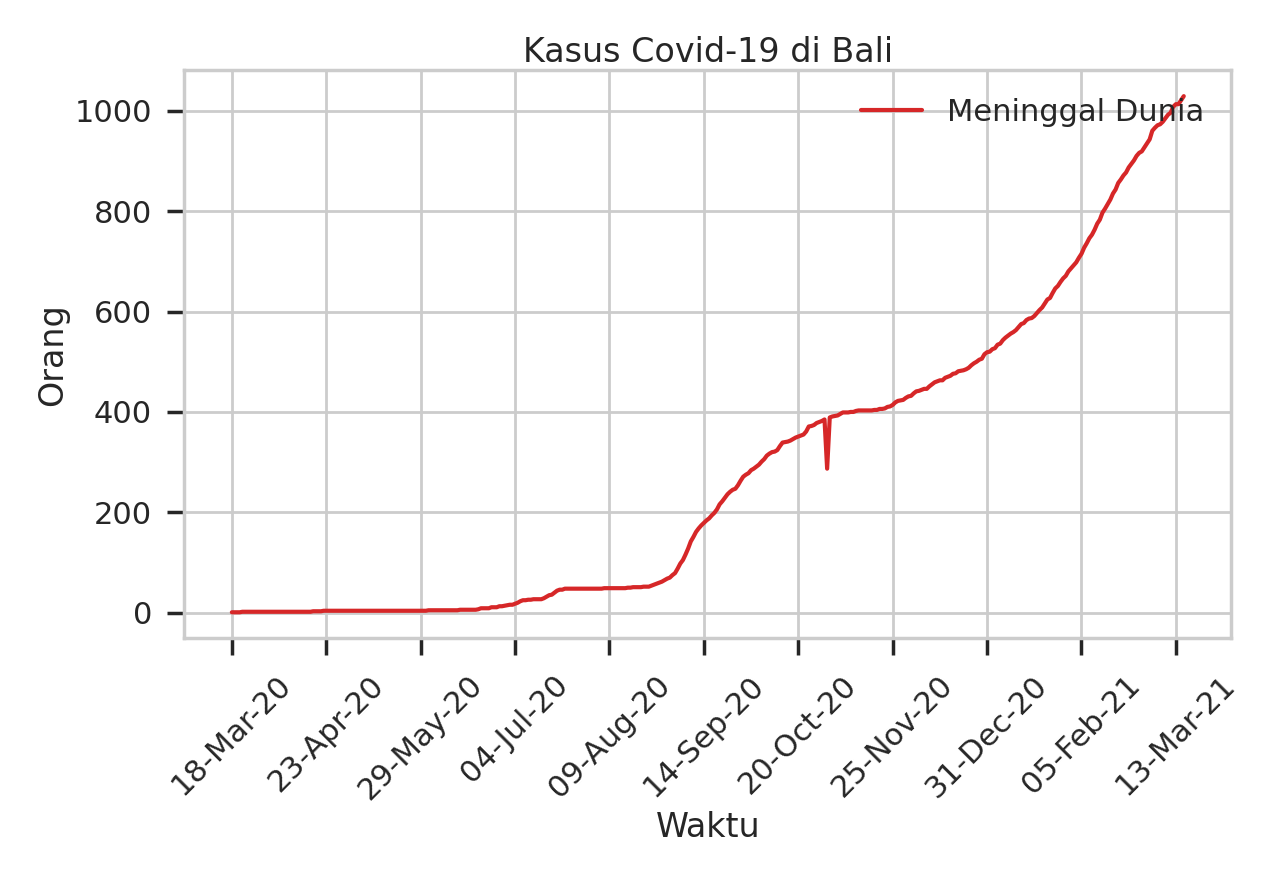 Kasus Covid-19 di Bali
Meninggal Dunia
1000
800
600
400
200
0
Orang
18-Mar-20
23-Apr-20
29-May-20
04-Jul-20
09-Aug-20
14-Sep-20
20-Oct-20
25-Nov-20
31-Dec-20
05-Feb-21
13-Mar-21
Waktu